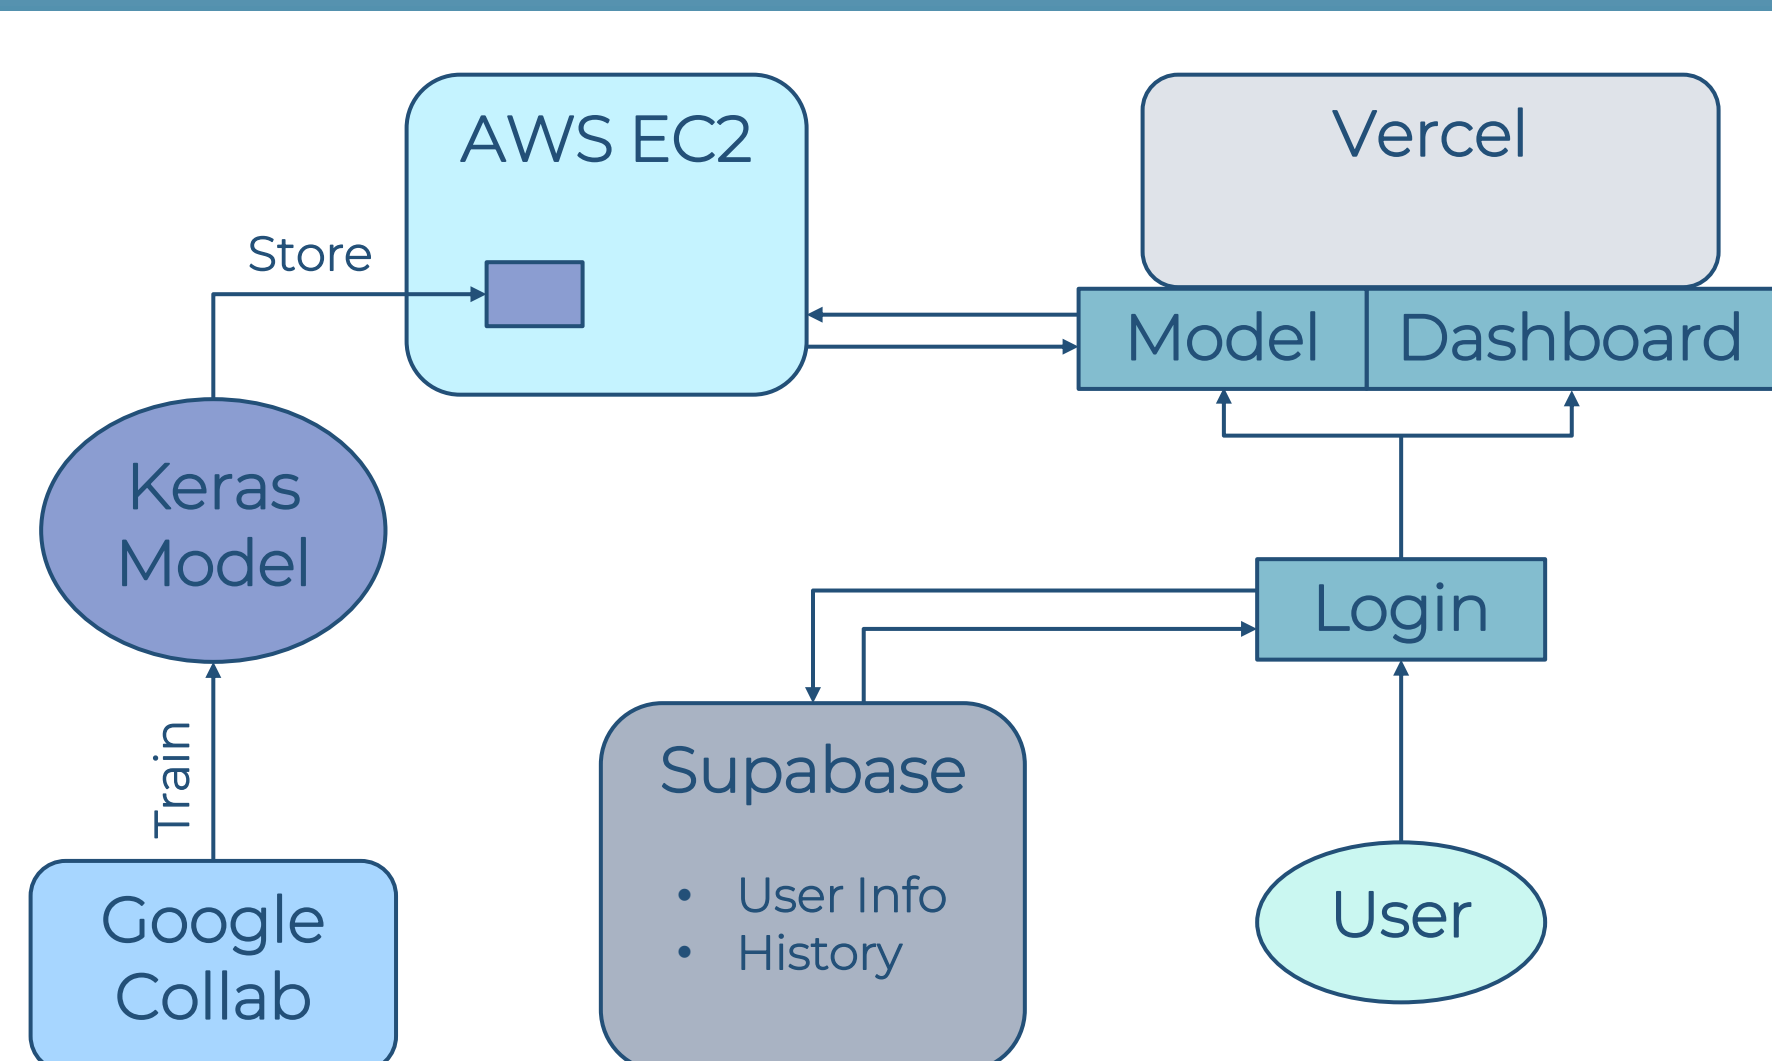 AWS EC2
Vercel
Store
Model
Dashboard
Keras
Model
Login
Train
Supabase
• User Info
• History
Google
Collab
User